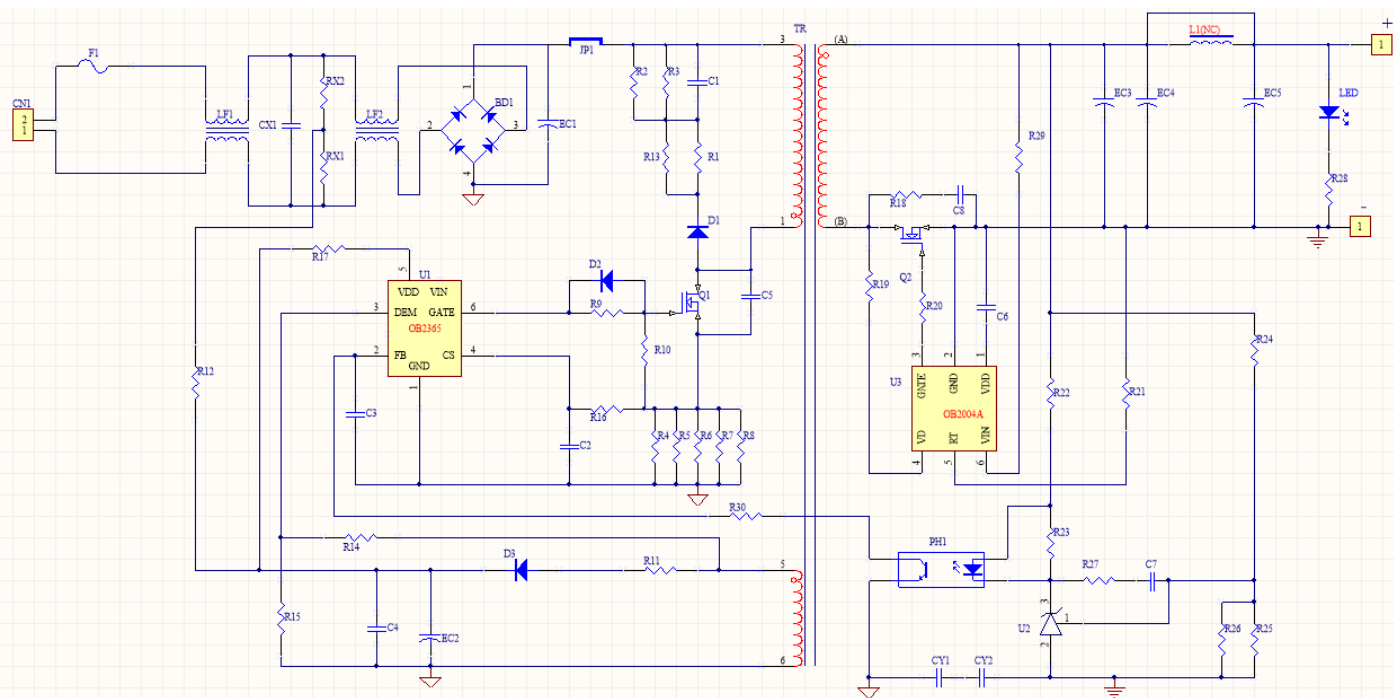 TR
L1(NC)
+
F1
3
(A)
1
JP1
CN1
2
1
LF1
CX1
RX2
RX1
LF2
1
BD1
2
3
4
EC1
R2
R3
C1
R13
R1
D1
1
(B)
R29
EC3
EC4
EC5
LED
R28
-
1
R18
C8
Q2
R19
R20
C6
R17
5
U1
VDD VIN
3
DEM GATE
6
OB2365
2
FB CS
4
GND
1
D2
R9
Q1
C5
R10
R12
C3
R16
C2
R4
R5
R6
R7
R8
3
2
1
U3
GATE
GND
VDD
OB2004A
VD
RT
VIN
4
5
6
R22
R21
R24
R30
R14
D3
R11
5
R15
C4
EC2
6
PH1
R23
R27
C7
3
1
U2
2
R26
R25
CY1
CY2